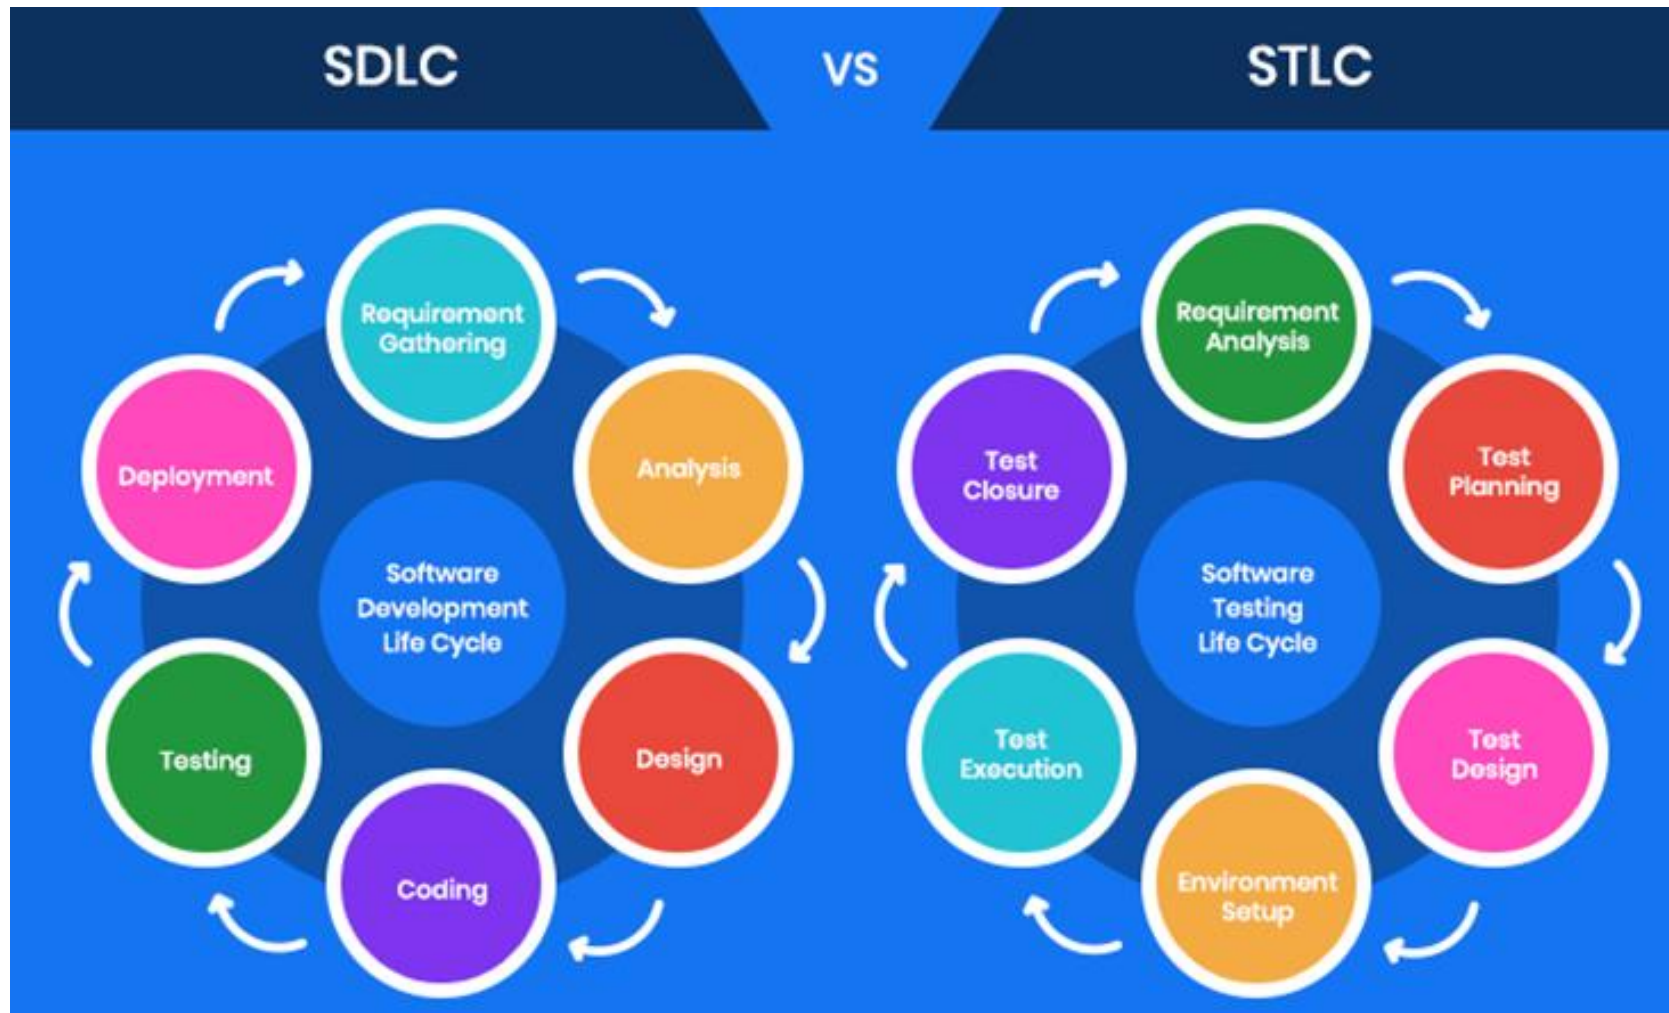 SDLC
VS
STLC
Requirement
Gathering
Analysis
Design
Coding
Testing
Deployment
Software
Development
Life Cycle
Requirement
Analysis
Test
Planning
Test
Design
Environment
Setup
Test
Execution
Test
Closure
Software
Testing
Life Cycle